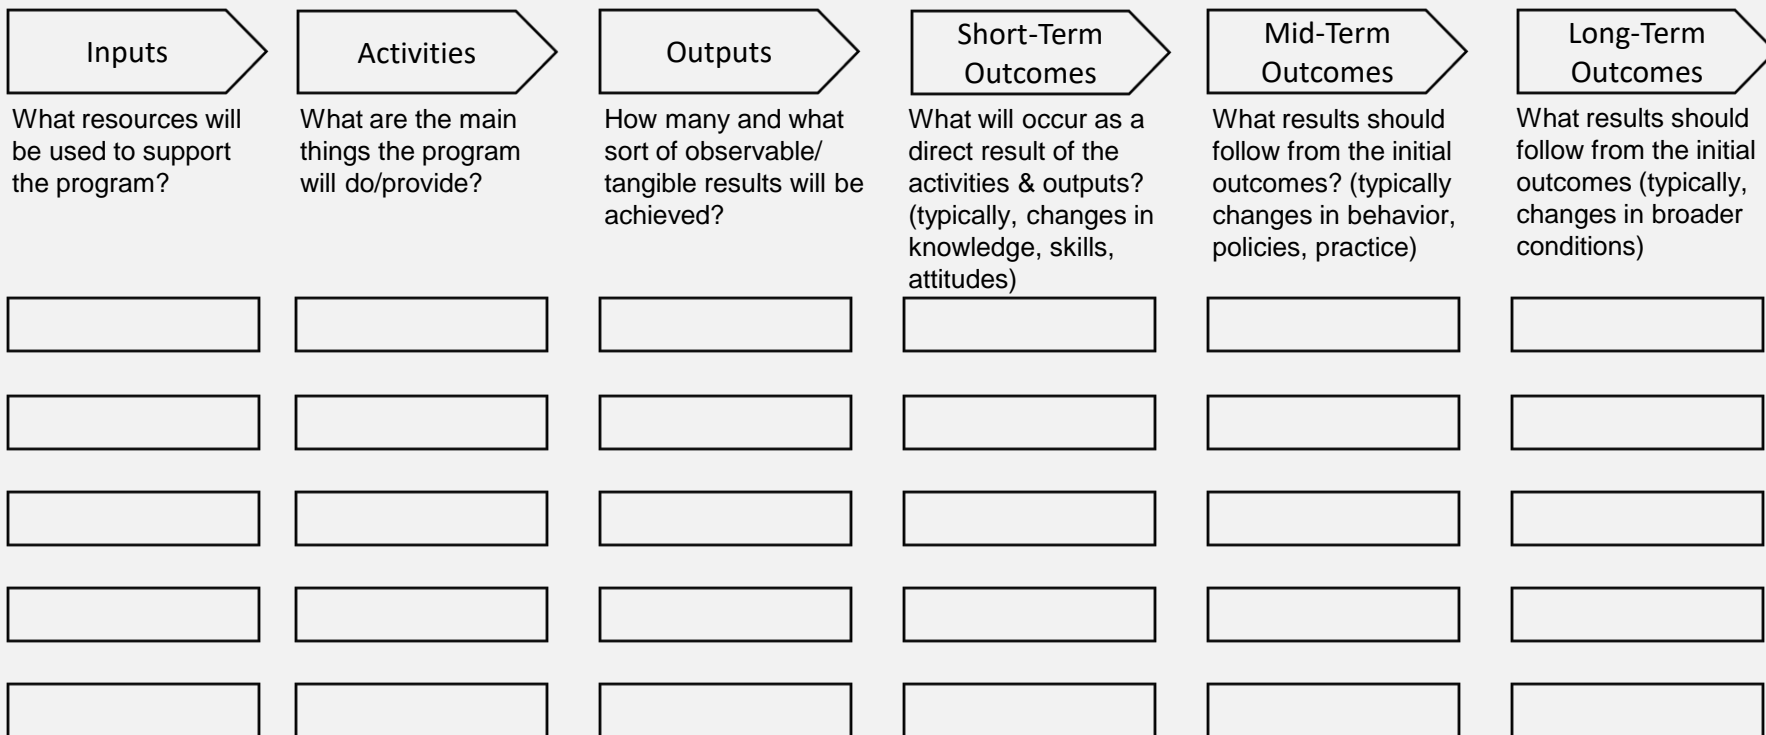 Inputs
Activities
Outputs
Short-Term
Outcomes
Mid-Term
Outcomes
Long-Term
Outcomes
What resources will
be used to support
the program?
What are the main
things the program
will do/provide?
How many and what
sort of observable/
tangible results will be
achieved?
What will occur as a
direct result of the
activities & outputs?
(typically, changes in
knowledge, skills,
attitudes)
What results should
follow from the initial
outcomes? (typically
changes in behavior,
policies, practice)
What results should
follow from the initial
outcomes (typically,
changes in broader
conditions)